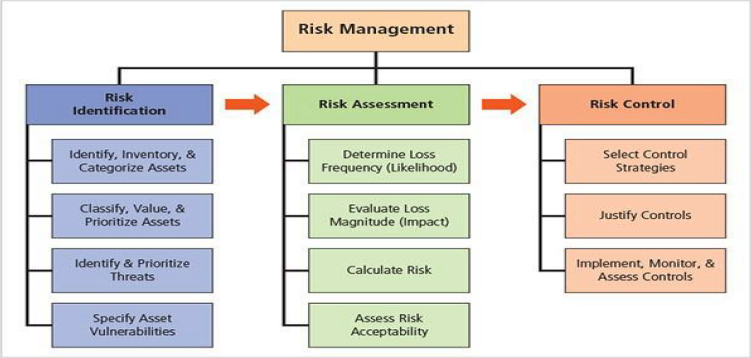 Risk Management
Risk
Identification
Identify, Inventory, &
Categorize Assets
Classify, Value, &
Prioritize Assets
Identify & Prioritize
Threats
Specify Asset
Vulnerabilities
Risk Assessment
Determine Loss
Frequency (Likelihood)
Evaluate Loss
Magnitude (Impact)
Calculate Risk
Assess Risk
Acceptability
Risk Control
Select Control
Strategies
Justify Controls
Implement, Monitor, &
Assess Controls